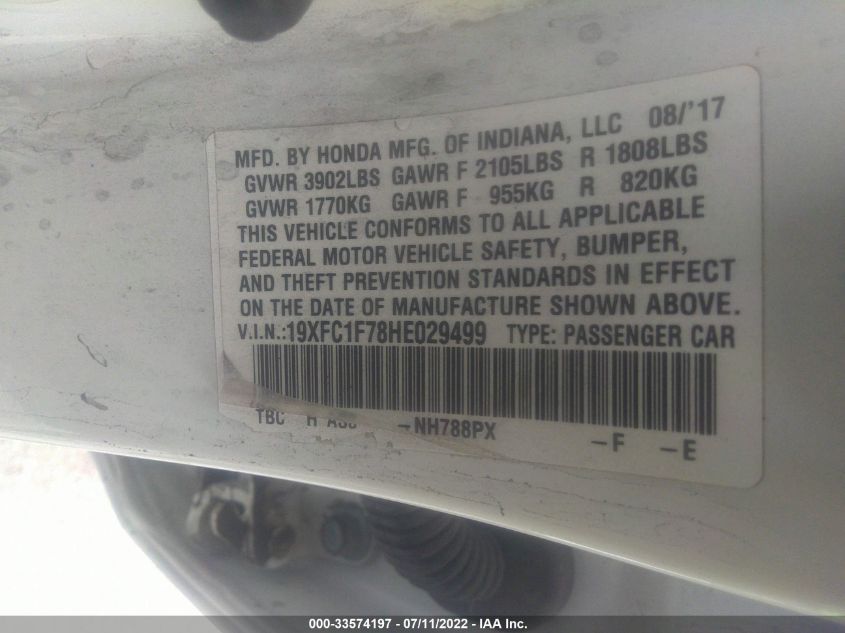 MFD. BY HONDA MFG. OF INDIANA, LLC 08/'17
GVWR 3902LBS GAWR F 2105LBS R 1808LBS
GVWR 1770KG GAWR F 955KG R 820KG
THIS VEHICLE CONFORMS TO ALL APPLICABLE
FEDERAL MOTOR VEHICLE SAFETY, BUMPER,
AND THEFT PREVENTION STANDARDS IN EFFECT
ON THE DATE OF MANUFACTURE SHOWN ABOVE.
V.I.N.:19XFC1F78HE029499 TYPE: PASSENGER CAR
TBC H -NH788PX -F -E
000-33574197 - 07/11/2022 - IAA Inc.